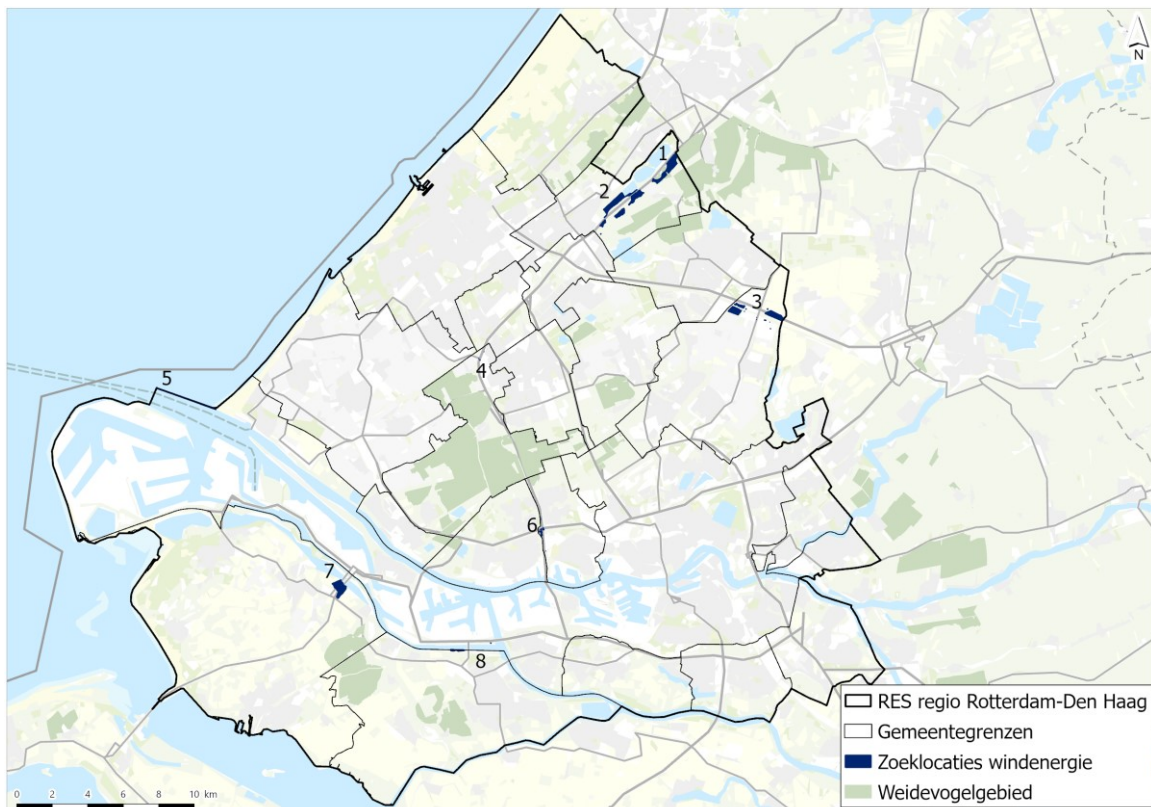 N
1
2
3
4
5
6
7
8
RES regio Rotterdam-Den Haag
Gemeentegrenzen
Zoeklocaties windenergie
Weidevogelgebied
0 2 4 6 8 10 km